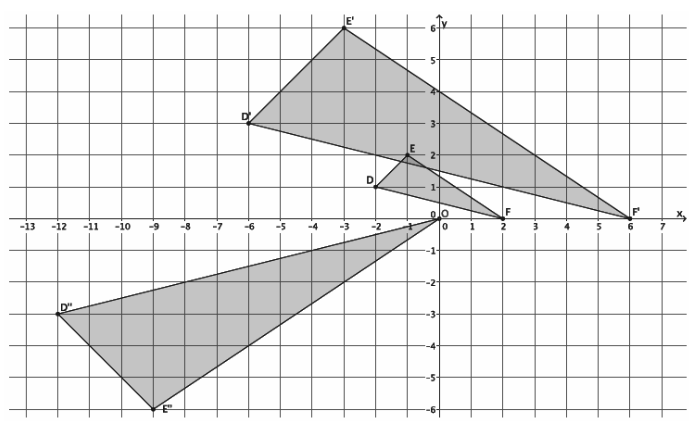 E' 6 y
5
4
D' 3
E 2
D 1
0 O F F' x
-13 -12 -11 -10 -9 -8 -7 -6 -5 -4 -3 -2 -1 0 1 2 3 4 5 6 7
-1
-2
D" -3
-4
-5
E" -6